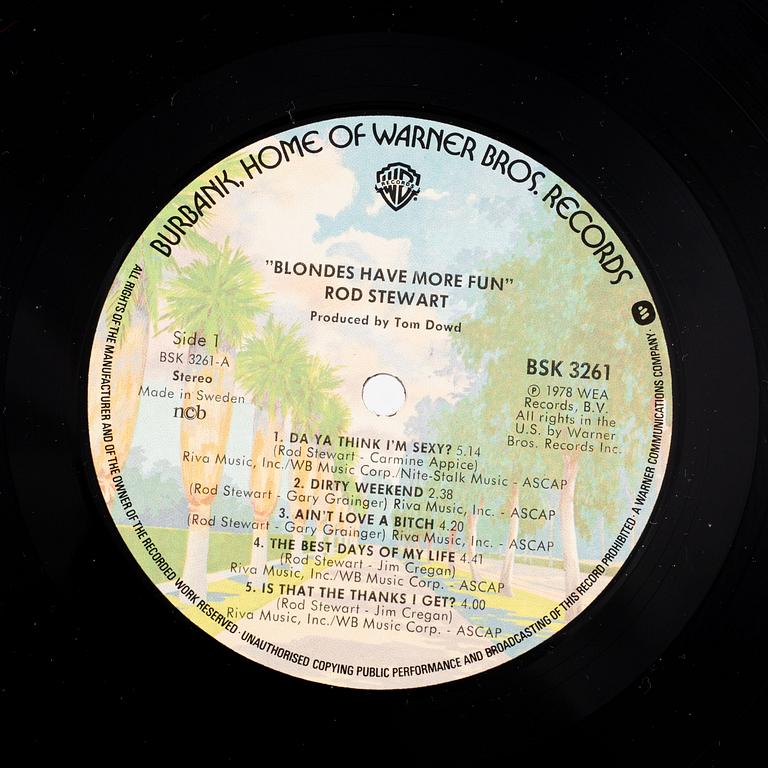 BURBANK, HOME OF WARNER BROS. RECORDS
RECORDS
"BLONDES HAVE MORE FUN"
ROD STEWART
Produced by Tom Dowd
Side 1
BSK 3261-A
Stereo
Made in Sweden
ncb
BSK 3261
℗ 1978 WEA
Records, B.V.
All rights in the
U.S. by Warner
Bros. Records Inc.
1. DA YA THINK I'M SEXY? 5.14
(Rod Stewart - Carmine Appice)
Riva Music, Inc./WB Music Corp./Nite-Stalk Music - ASCAP
2. DIRTY WEEKEND 2.38
(Rod Stewart - Gary Grainger) Riva Music, Inc. - ASCAP
3. AIN'T LOVE A BITCH 4.20
(Rod Stewart - Gary Grainger) Riva Music, Inc. - ASCAP
4. THE BEST DAYS OF MY LIFE 4.41
(Rod Stewart - Jim Cregan)
Riva Music, Inc./WB Music Corp. - ASCAP
5. IS THAT THE THANKS I GET? 4.00
(Rod Stewart - Jim Cregan)
Riva Music, Inc./WB Music Corp. - ASCAP
ALL RIGHTS OF THE MANUFACTURER AND OF THE OWNER OF THE RECORDED WORK RESERVED · UNAUTHORISED COPYING PUBLIC PERFORMANCE AND BROADCASTING OF THIS RECORD PROHIBITED · A WARNER COMMUNICATIONS COMPANY ·